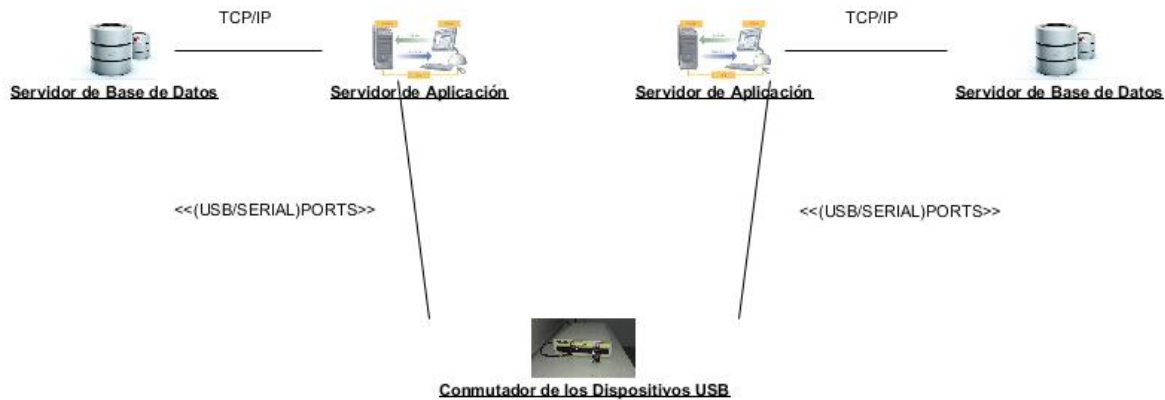 TCP/IP
TCP/IP
Servidor de Base de Datos
Servidor de Aplicación
Servidor de Aplicación
Servidor de Base de Datos
<<(USB/SERIAL)PORTS>>
<<(USB/SERIAL)PORTS>>
Conmutador de los Dispositivos USB